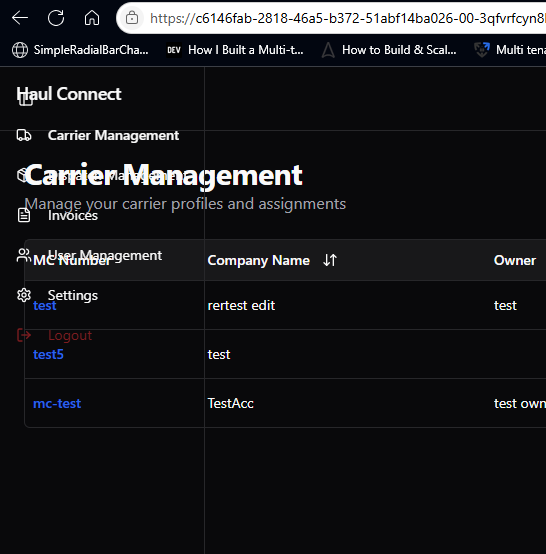 https://c6146fab-2818-46a5-b372-51abf14ba026-00-3qfvrfcyn8
SimpleRadialBarCha... DEV How I Built a Multi-t... How to Build & Scal... Multi tena
Haul Connect
Carrier Management
Dispatch Management
Carrier Management
Manage your carrier profiles and assignments
Invoices
User Management
MC Number Company Name Owner
Settings
test rertest edit test
Logout
test5 test
mc-test TestAcc test own